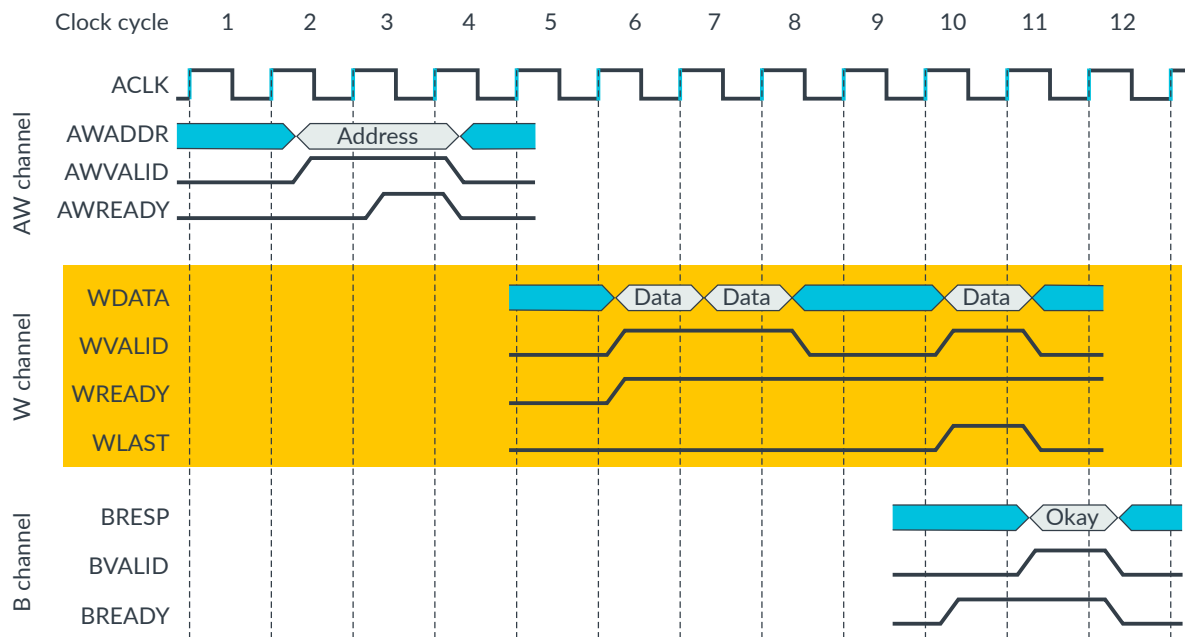 Clock cycle 1 2 3 4 5 6 7 8 9 10 11 12
ACLK
AW channel
AWADDR Address
AWVALID
AWREADY
W channel
WDATA Data Data Data
WVALID
WREADY
WLAST
B channel
BRESP Okay
BVALID
BREADY